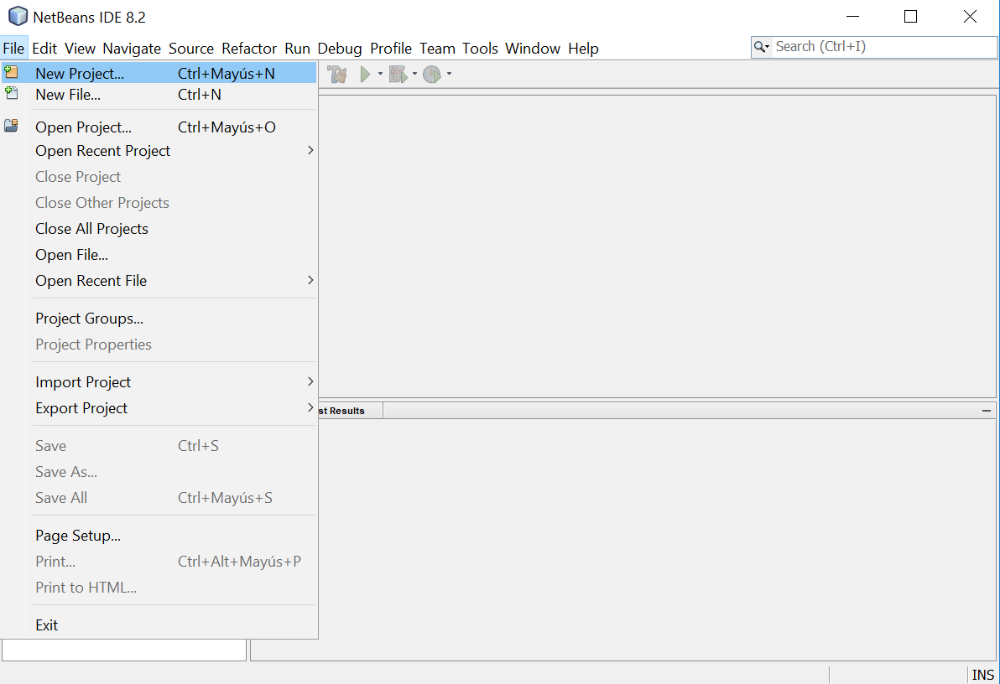 NetBeans IDE 8.2
File Edit View Navigate Source Refactor Run Debug Profile Team Tools Window Help
Search (Ctrl+I)
New Project... Ctrl+Mayús+N
New File... Ctrl+N
Open Project... Ctrl+Mayús+O
Open Recent Project
Close Project
Close Other Projects
Close All Projects
Open File...
Open Recent File
Project Groups...
Project Properties
Import Project
Export Project
st Results
Save Ctrl+S
Save As...
Save All Ctrl+Mayús+S
Page Setup...
Print... Ctrl+Alt+Mayús+P
Print to HTML...
Exit
INS